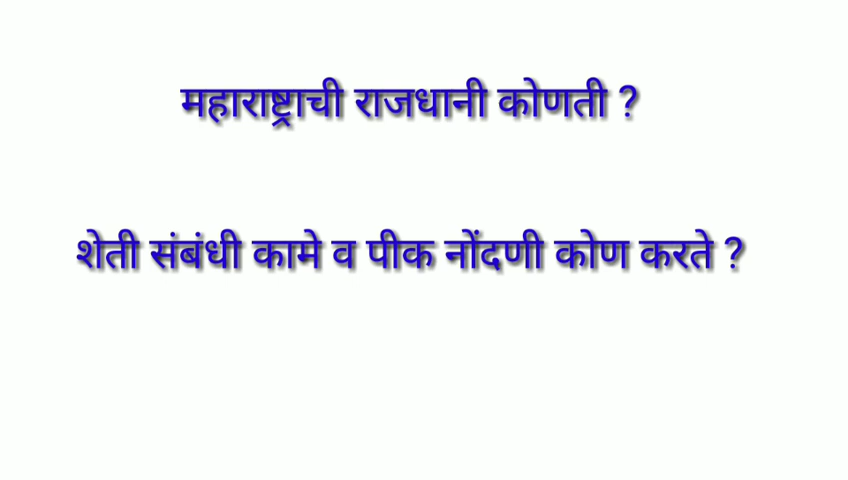 महाराष्ट्राची राजधानी कोणती ?
शेती संबंधी कामे व पीक नोंदणी कोण करते ?